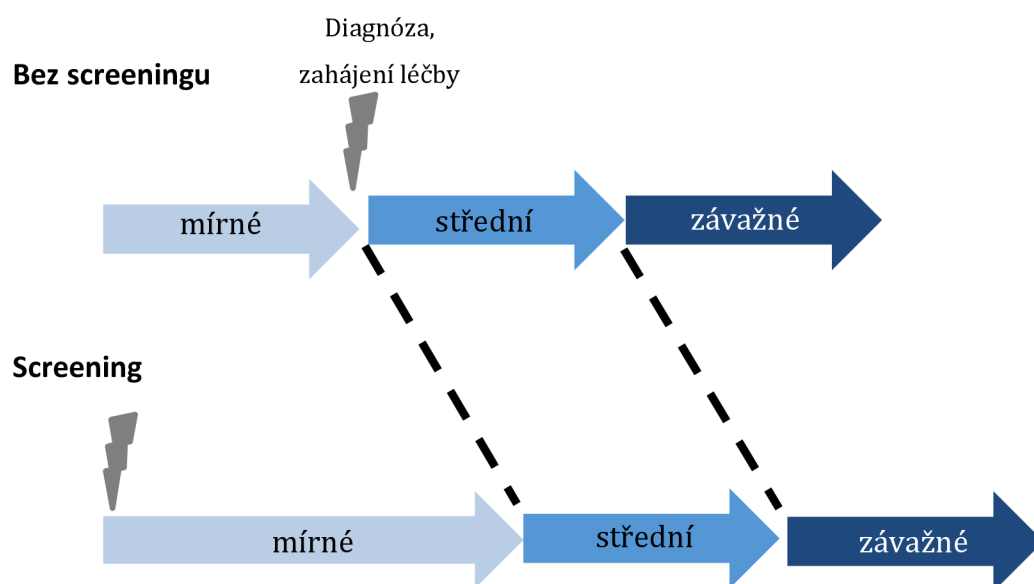 Diagnóza,
Bez screeningu
zahájení léčby
mírné
střední
závažné
Screening
mírné
střední
závažné